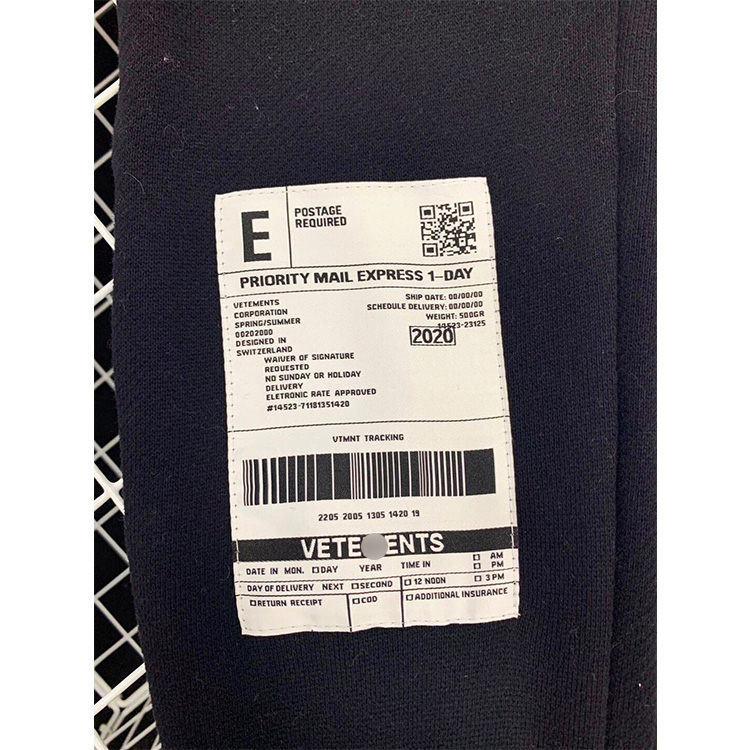 E
POSTAGE
REQUIRED
PRIORITY MAIL EXPRESS 1-DAY
VETEMENTS
CORPORATION
SPRING/SUMMER
00202000
DESIGNED IN
SWITZERLAND
SHIP DATE: 00/00/00
SCHEDULE DELIVERY: 00/00/00
WEIGHT: 500GR
14523-23125
2020
WAIVER OF SIGNATURE
REQUESTED
NO SUNDAY OR HOLIDAY
DELIVERY
ELETRONIC RATE APPROVED
#14523-71181351420
VTMNT TRACKING
2205 2005 1305 1420 19
VETE ENTS
DATE IN MON. DAY YEAR TIME IN AM PM
DAY OF DELIVERY NEXT SECOND 12 NOON 3 PM
RETURN RECEIPT COD ADDITIONAL INSURANCE